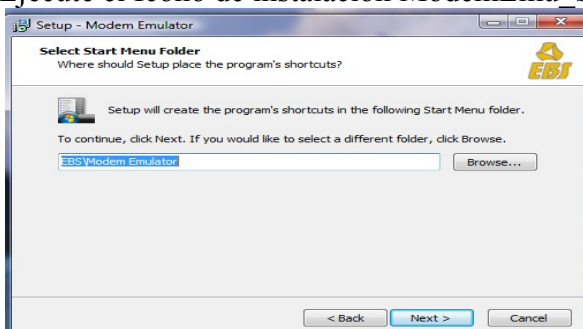 Ejecute el icono de instalación ModemEmu_s
Setup - Modem Emulator
Select Start Menu Folder
Where should Setup place the program's shortcuts?
EBS
Setup will create the program's shortcuts in the following Start Menu folder.
To continue, click Next. If you would like to select a different folder, click Browse.
EBS\Modem Emulator
Browse...
< Back
Next >
Cancel